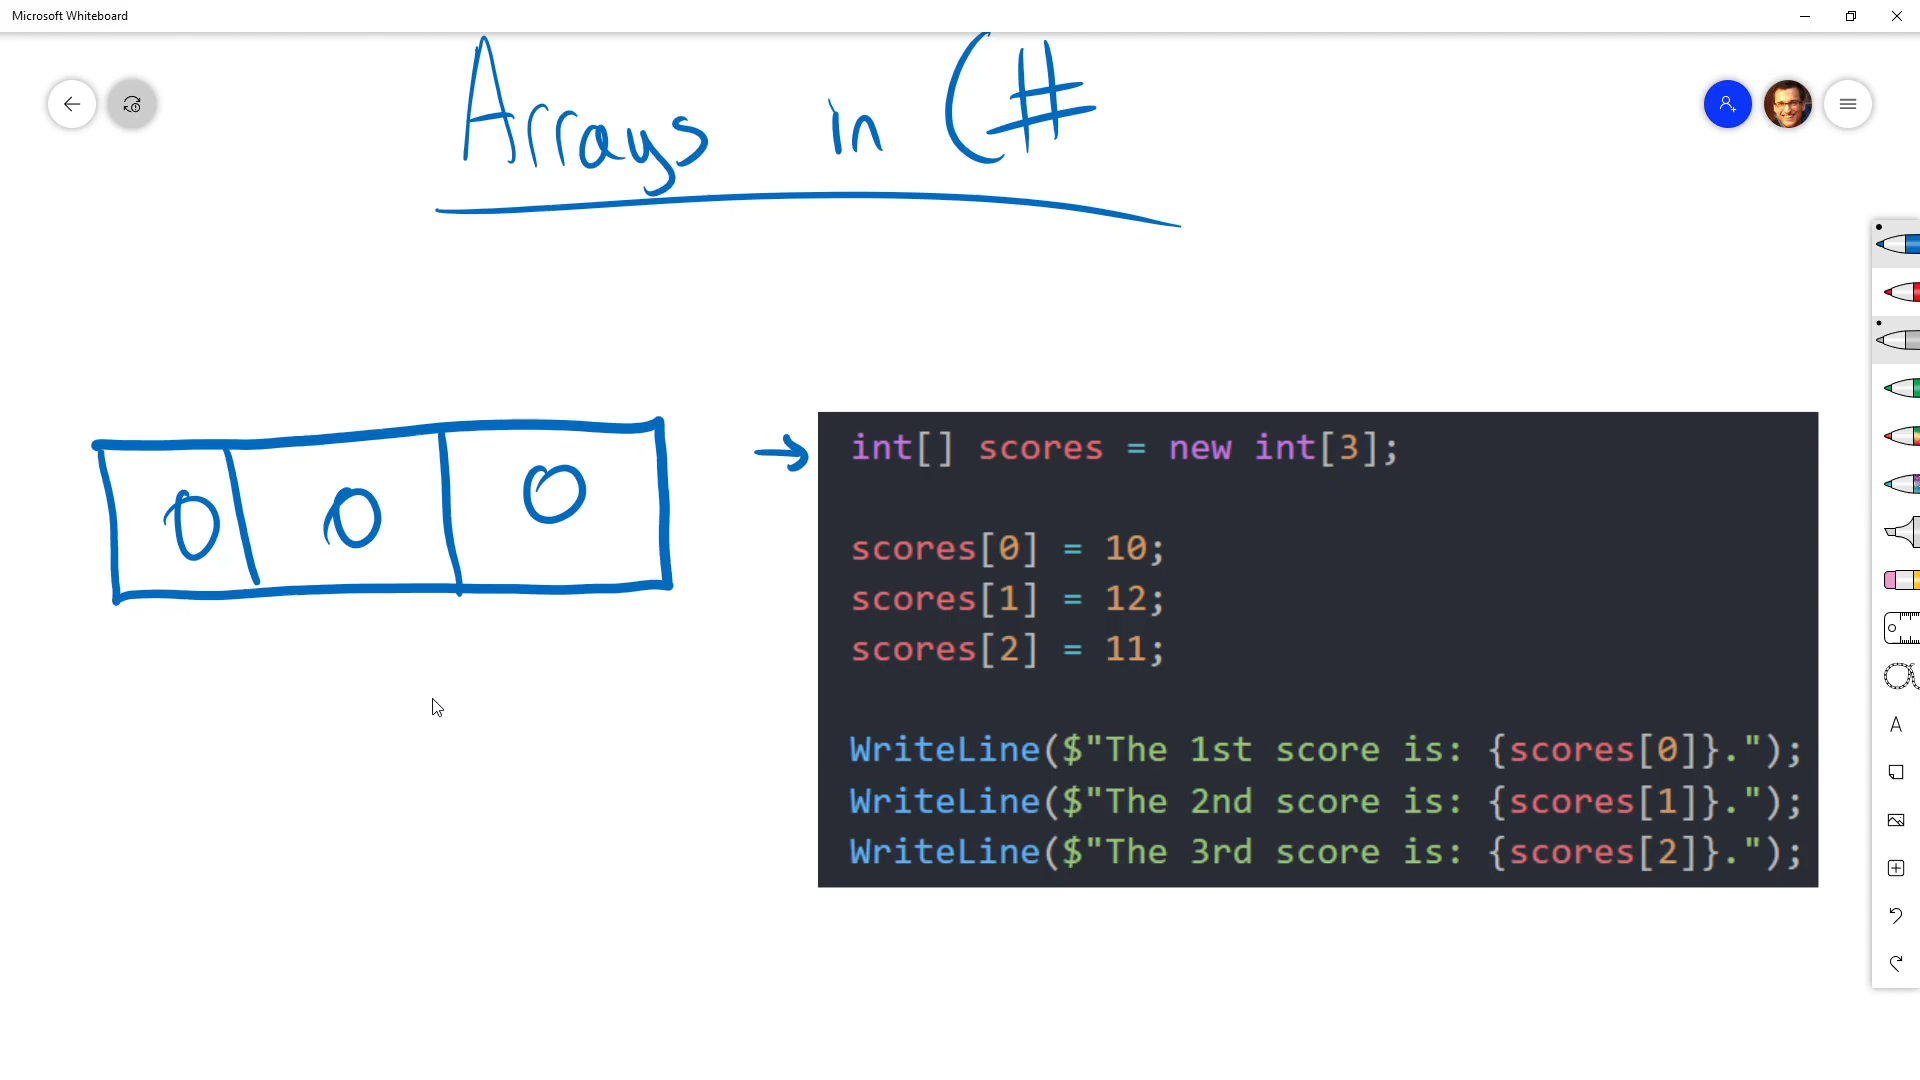 Microsoft Whiteboard
Arrays in C#
0 0 0
int[] scores = new int[3];
scores[0] = 10;
scores[1] = 12;
scores[2] = 11;
WriteLine($"The 1st score is: {scores[0]}.");
WriteLine($"The 2nd score is: {scores[1]}.");
WriteLine($"The 3rd score is: {scores[2]}.");